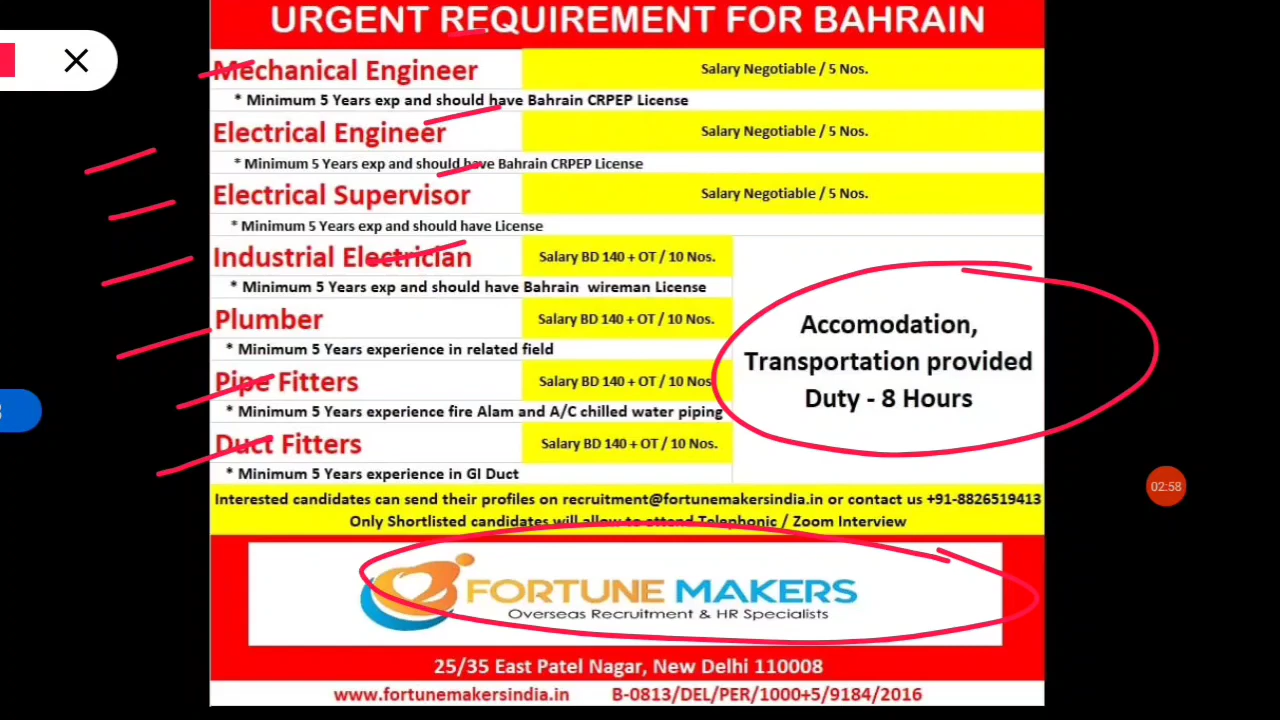 URGENT REQUIREMENT FOR BAHRAIN
Mechanical Engineer
Salary Negotiable / 5 Nos.
* Minimum 5 Years exp and should have Bahrain CRPEP License
Electrical Engineer
Salary Negotiable / 5 Nos.
* Minimum 5 Years exp and should have Bahrain CRPEP License
Electrical Supervisor
Salary Negotiable / 5 Nos.
* Minimum 5 Years exp and should have License
Industrial Electrician
Salary BD 140 + OT / 10 Nos.
* Minimum 5 Years exp and should have Bahrain wireman License
Plumber
Salary BD 140 + OT / 10 Nos.
* Minimum 5 Years experience in related field
Pipe Fitters
Salary BD 140 + OT / 10 Nos.
* Minimum 5 Years experience fire Alam and A/C chilled water piping
Duct Fitters
Salary BD 140 + OT / 10 Nos.
* Minimum 5 Years experience in GI Duct
Accomodation,
Transportation provided
Duty - 8 Hours
Interested candidates can send their profiles on recruitment@fortunemakersindia.in or contact us +91-8826519413
Only Shortlisted candidates will allow to attend Telephonic / Zoom Interview
FORTUNE MAKERS
Overseas Recruitment & HR Specialists
25/35 East Patel Nagar, New Delhi 110008
www.fortunemakersindia.in B-0813/DEL/PER/1000+5/9184/2016
02:58